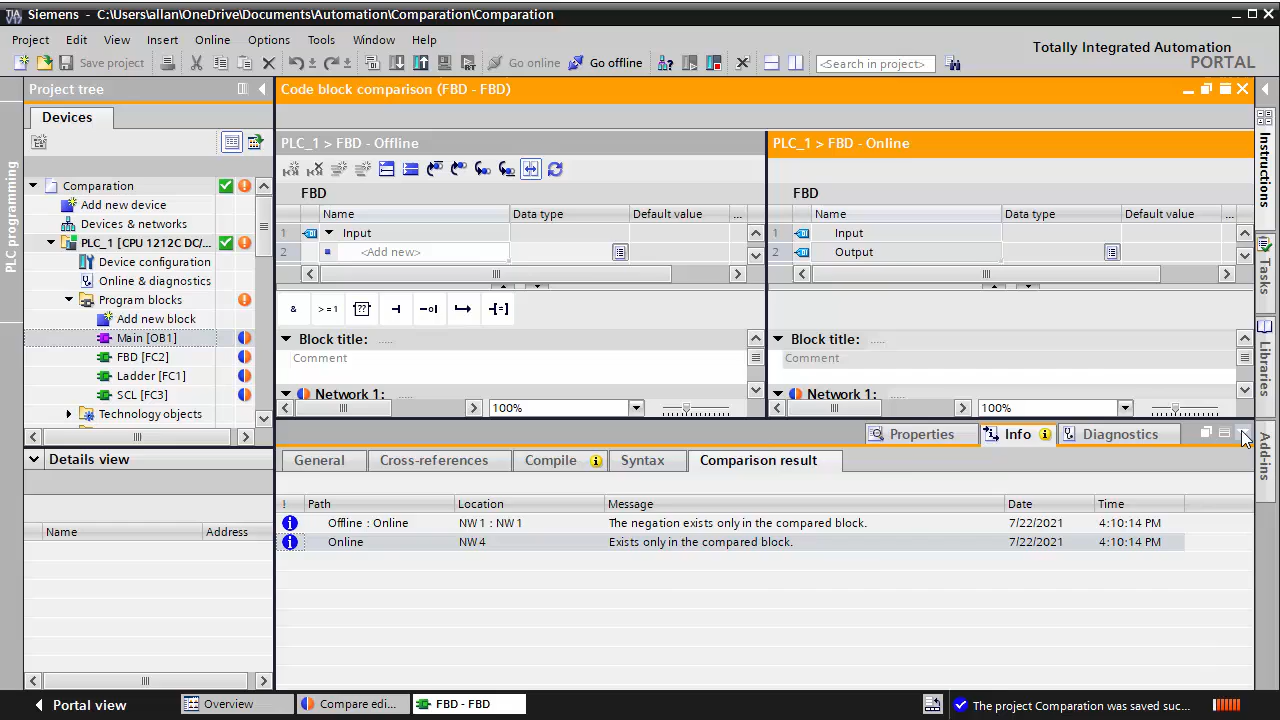 Siemens - C:\Users\allan\OneDrive\Documents\Automation\Comparation\Comparation
Project Edit View Insert Online Options Tools Window Help
Totally Integrated Automation
PORTAL
Save project
Go online
Go offline
<Search in project>
Project tree
Devices
PLC programming
Comparation
Add new device
Devices & networks
PLC_1 [CPU 1212C DC/...
Device configuration
Online & diagnostics
Program blocks
Add new block
Main [OB1]
FBD [FC2]
Ladder [FC1]
SCL [FC3]
Technology objects
Details view
Name Address
Code block comparison (FBD - FBD)
PLC_1 > FBD - Offline
FBD
Name Data type Default value ...
1 Input
2 <Add new>
& >=1 ??
Block title: .....
Comment
Network 1: .....
100%
PLC_1 > FBD - Online
FBD
Name Data type Default value ...
1 Input
2 Output
Block title: .....
Comment
Network 1: .....
100%
Properties Info Diagnostics
General Cross-references Compile Syntax Comparison result
! Path Location Message Date Time
Offline : Online NW1 : NW1 The negation exists only in the compared block. 7/22/2021 4:10:14 PM
Online NW4 Exists only in the compared block. 7/22/2021 4:10:14 PM
Instructions
Tasks
Libraries
Add-ins
Portal view
Overview
Compare edi...
FBD - FBD
The project Comparation was saved suc...